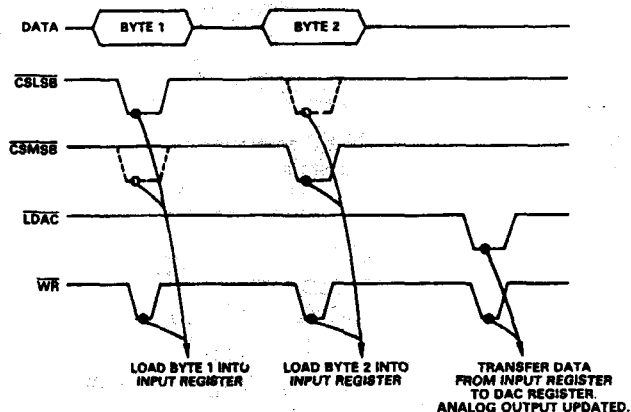 DATA
BYTE 1
BYTE 2
CSLSB
CSMSB
LDAC
WR
LOAD BYTE 1 INTO
INPUT REGISTER
LOAD BYTE 2 INTO
INPUT REGISTER
TRANSFER DATA
FROM INPUT REGISTER
TO DAC REGISTER.
ANALOG OUTPUT UPDATED.